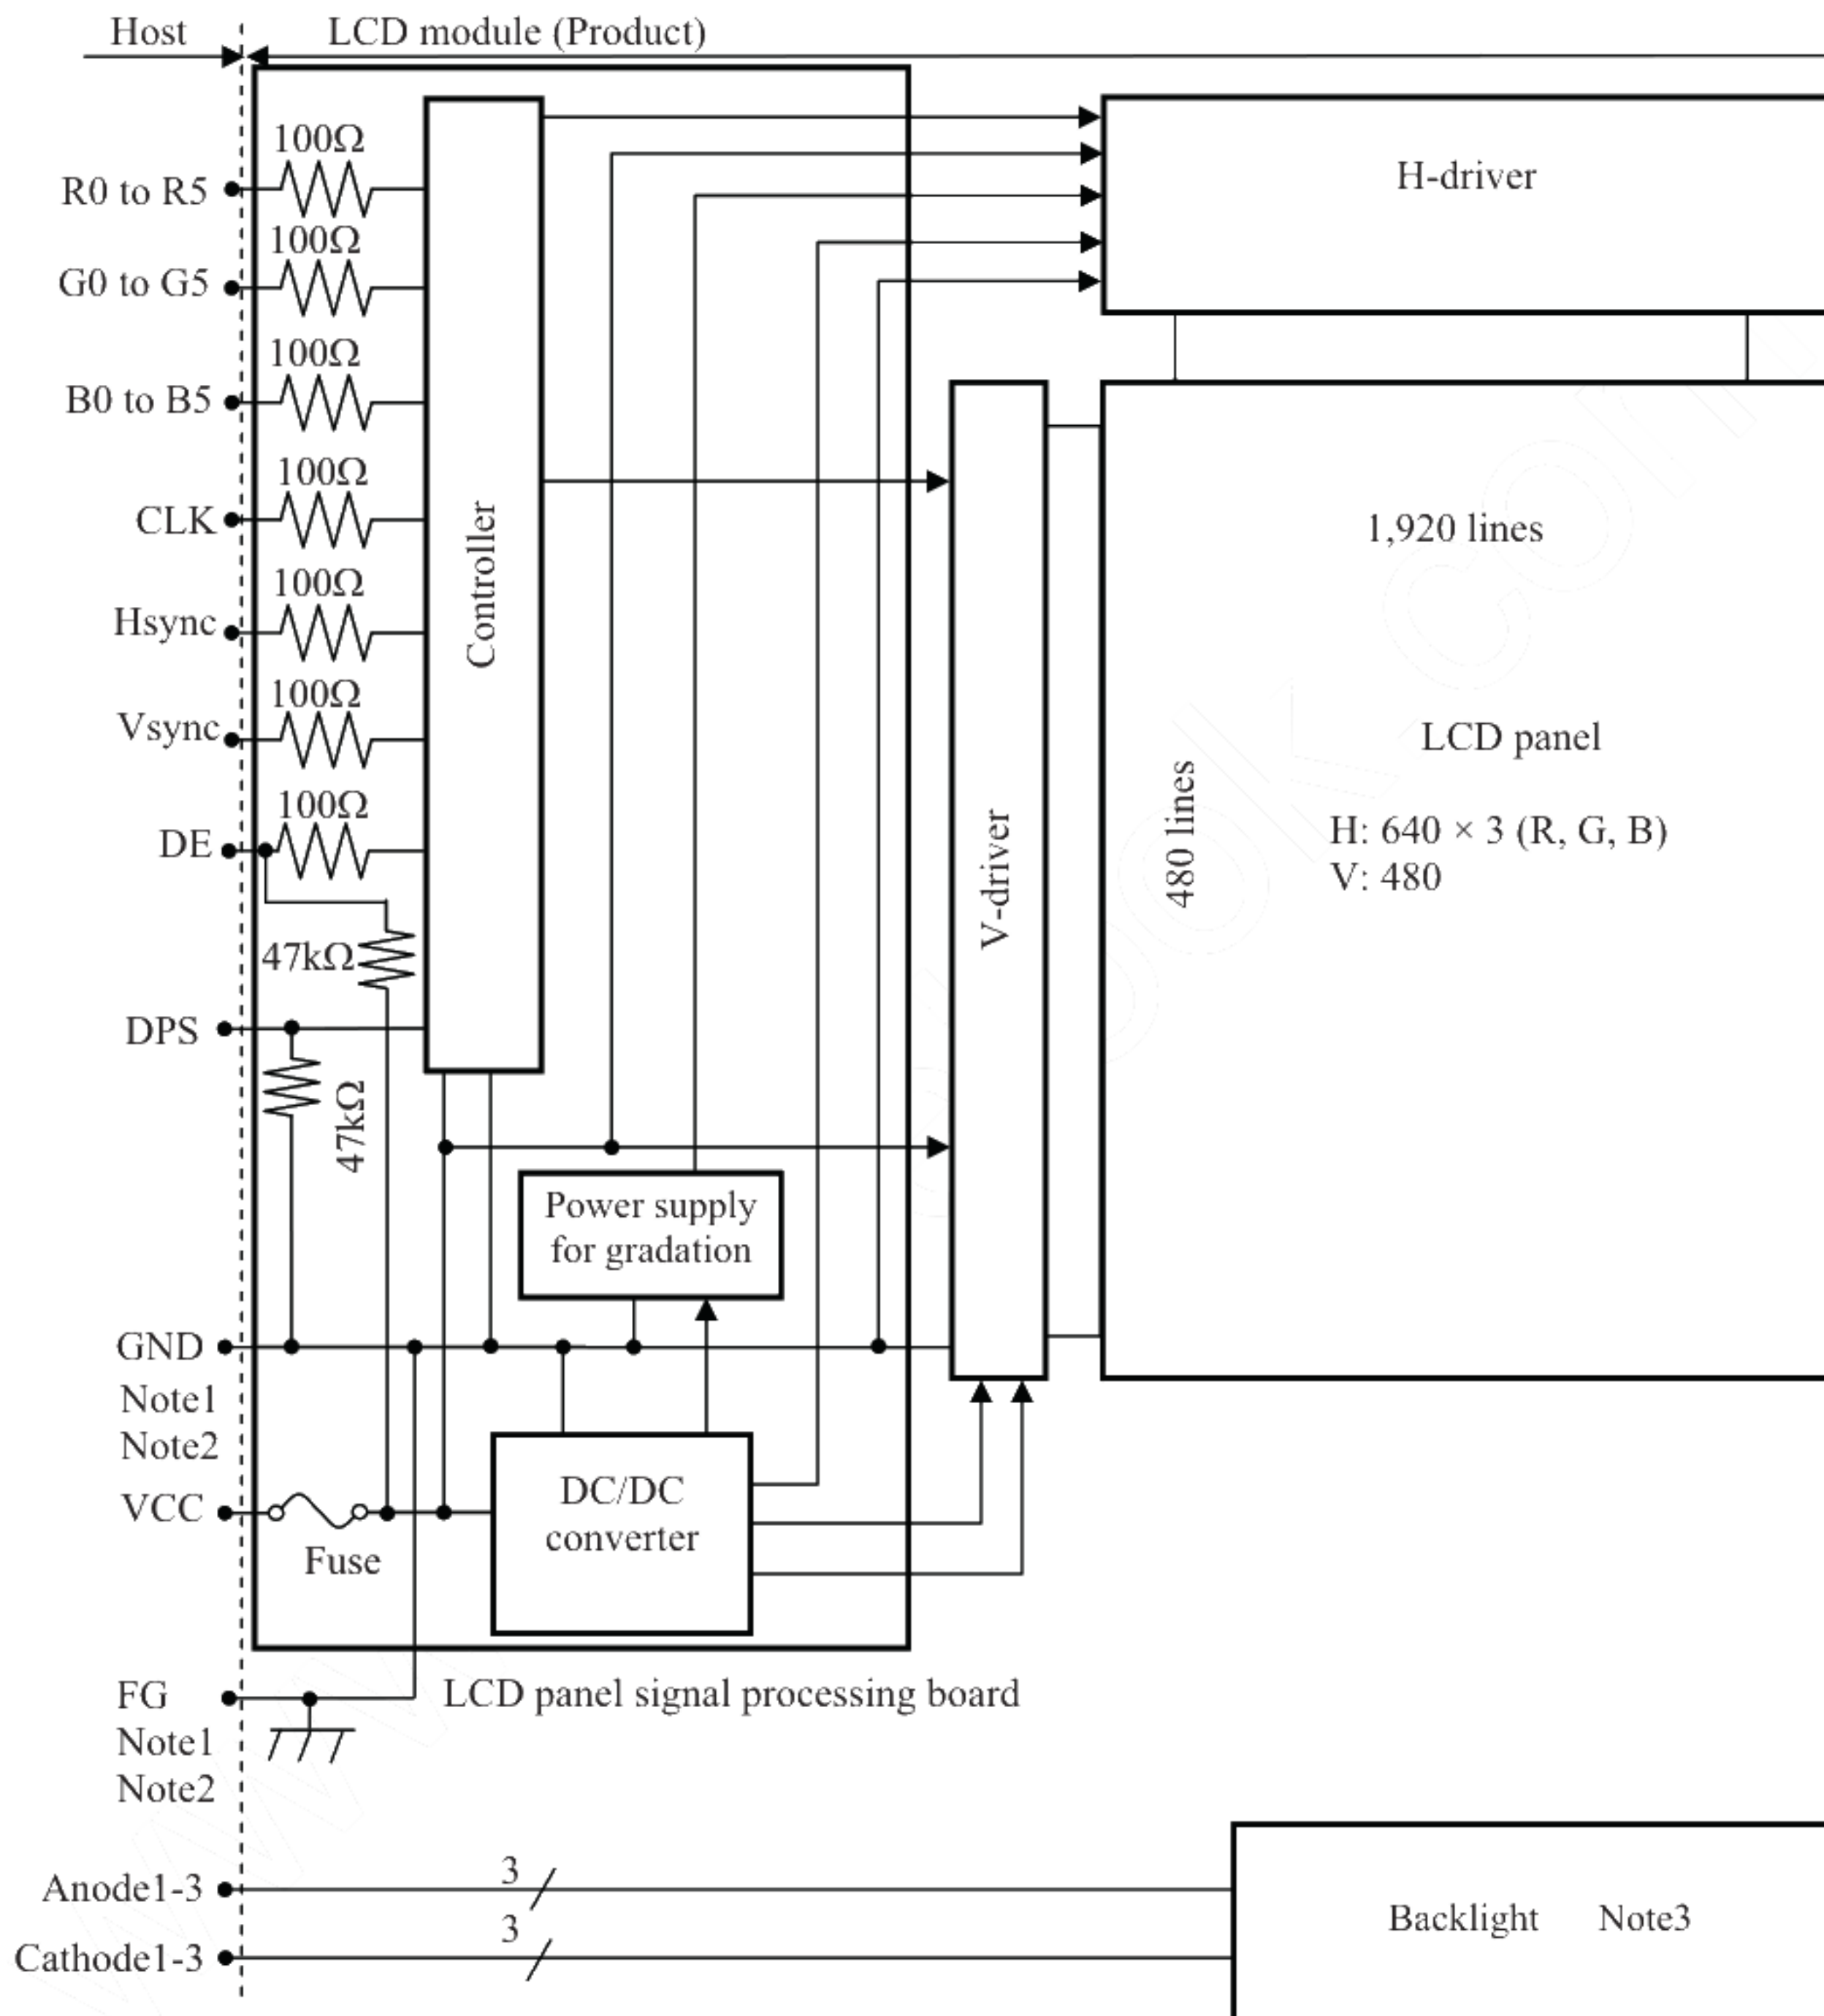 Host
LCD module (Product)
100Ω
R0 to R5
100Ω
G0 to G5
100Ω
B0 to B5
100Ω
CLK
100Ω
Hsync
100Ω
Vsync
100Ω
DE
47kΩ
DPS
47kΩ
Controller
H-driver
V-driver
1,920 lines
480 lines
LCD panel
H: 640 × 3 (R, G, B)
V: 480
Power supply
for gradation
GND
Note1
Note2
VCC
Fuse
DC/DC
converter
FG
Note1
Note2
LCD panel signal processing board
Anode1-3
3
Cathode1-3
3
Backlight Note3